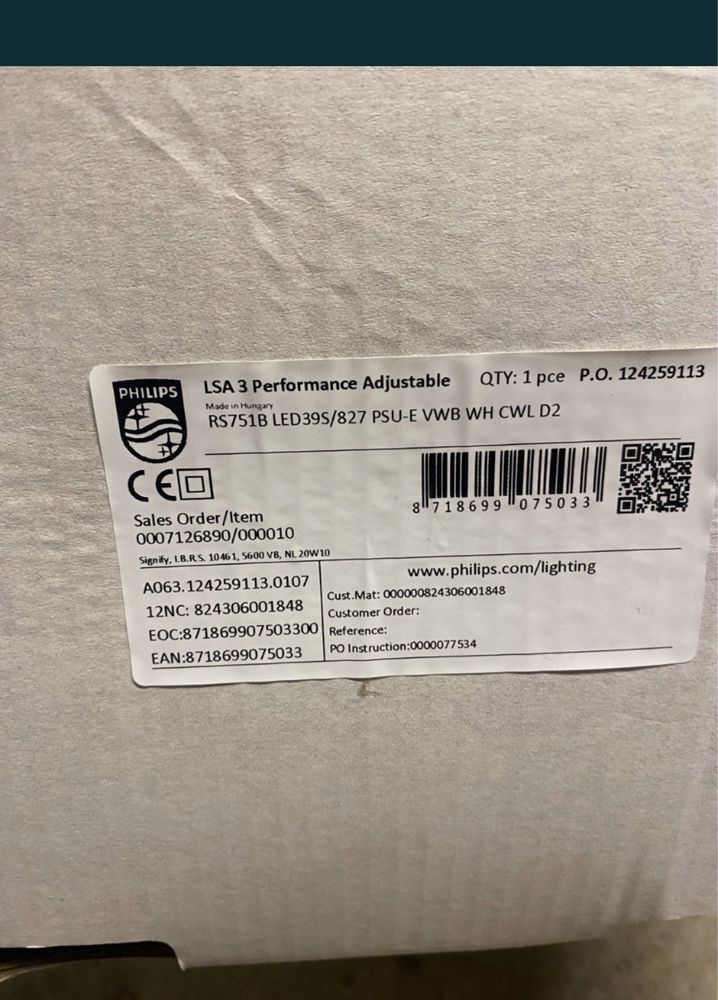 PHILIPS
LSA 3 Performance Adjustable QTY: 1 pce P.O. 124259113
Made in Hungary
RS751B LED39S/827 PSU-E VWB WH CWL D2
CE
8 718699 075033
Sales Order/Item
0007126890/000010
Signify, I.B.R.S. 10461, 5600 VB, NL 20W10
www.philips.com/lighting
A063.124259113.0107
12NC: 824306001848
EOC:871869907503300
EAN:8718699075033
Cust.Mat: 000000824306001848
Customer Order:
Reference:
PO Instruction:0000077534